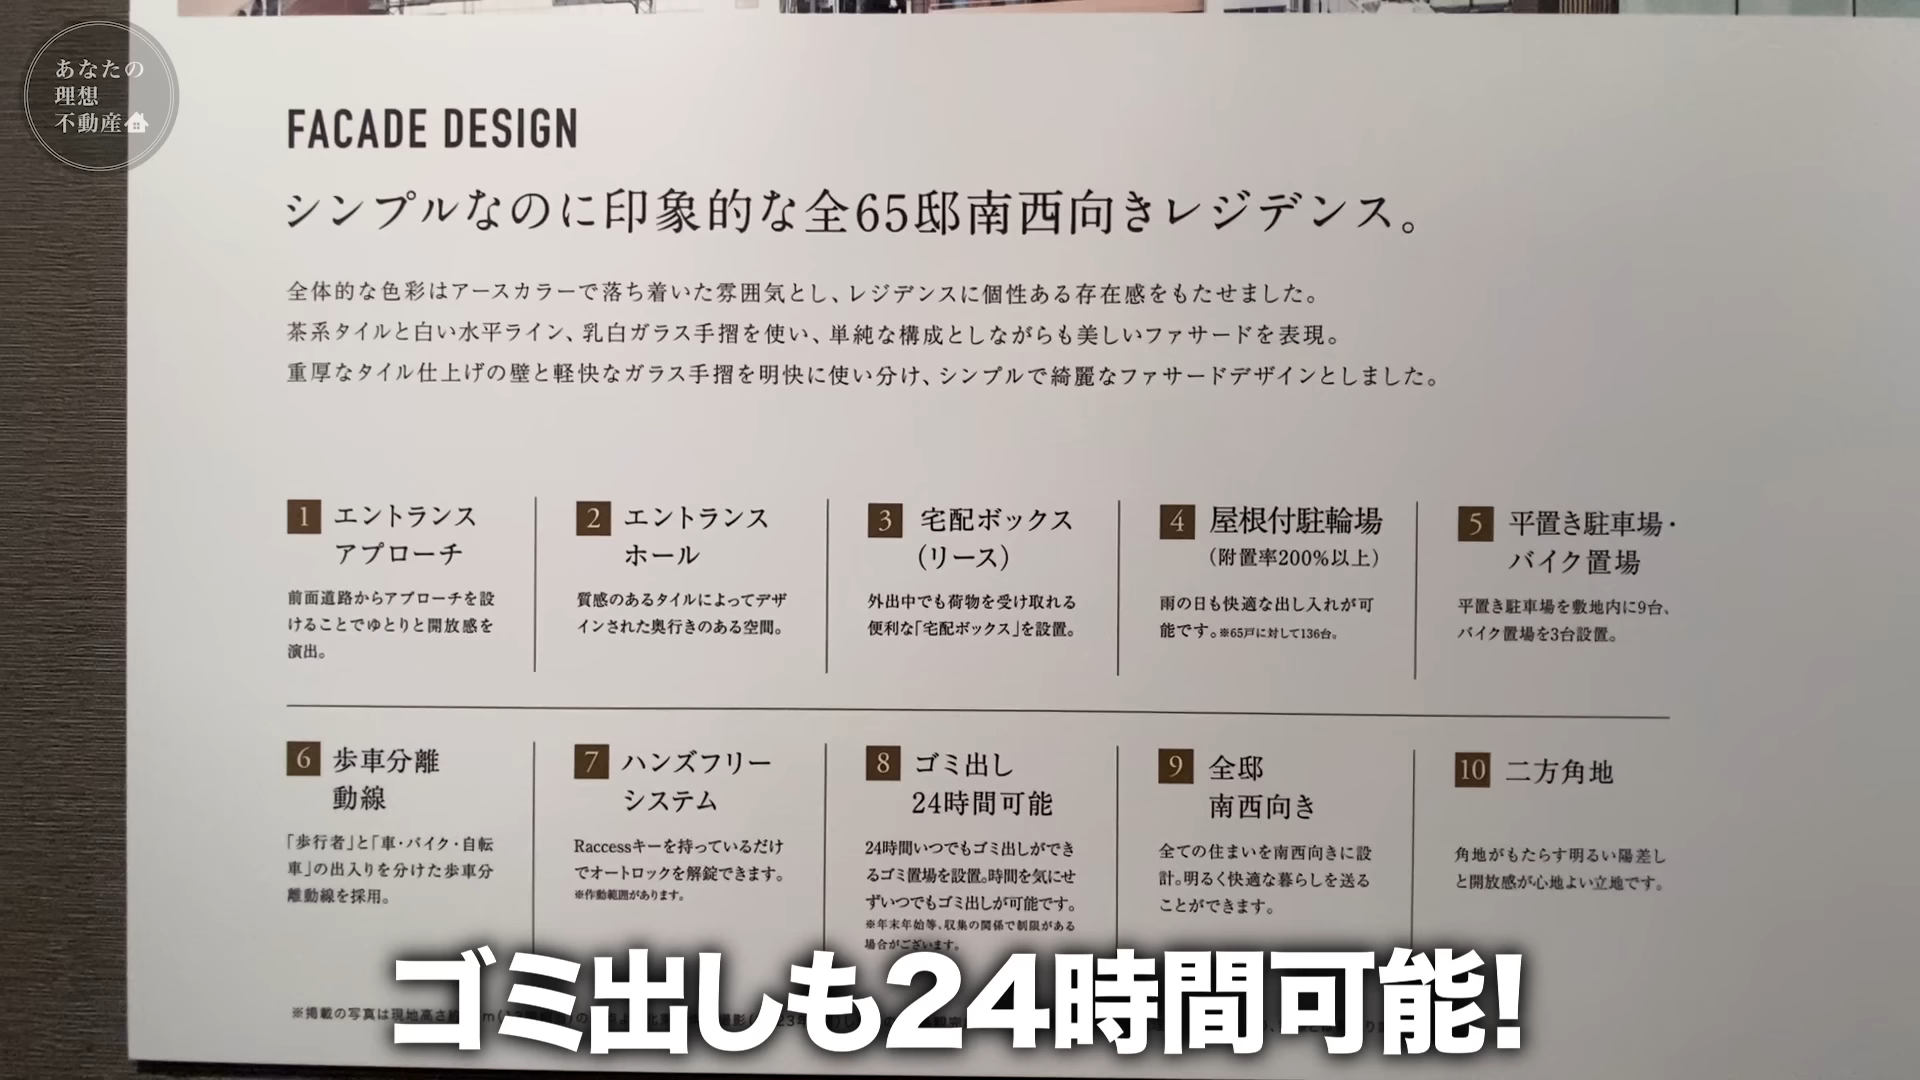 あなたの
理想
不動産
FACADE DESIGN
シンプルなのに印象的な全65邸南西向きレジデンス。
全体的な色彩はアースカラーで落ち着いた雰囲気とし、レジデンスに個性ある存在感をもたせました。
茶系タイルと白い水平ライン、乳白ガラス手摺を使い、単純な構成としながらも美しいファサードを表現。
重厚なタイル仕上げの壁と軽快なガラス手摺を明快に使い分け、シンプルで綺麗なファサードデザインとしました。
1 エントランス
アプローチ
前面道路からアプローチを設
けることでゆとりと開放感を
演出。
2 エントランス
ホール
質感のあるタイルによってデザ
インされた奥行きのある空間。
3 宅配ボックス
(リース)
外出中でも荷物を受け取れる
便利な「宅配ボックス」を設置。
4 屋根付駐輪場
(附置率200%以上)
雨の日も快適な出し入れが可
能です。※65戸に対して136台。
5 平置き駐車場・
バイク置場
平置き駐車場を敷地内に9台、
バイク置場を3台設置。
6 歩車分離
動線
「歩行者」と「車・バイク・自転
車」の出入りを分けた歩車分
離動線を採用。
7 ハンズフリー
システム
Raccessキーを持っているだけ
でオートロックを解錠できます。
※作動範囲があります。
8 ゴミ出し
24時間可能
24時間いつでもゴミ出しができ
るゴミ置場を設置。時間を気にせ
ずいつでもゴミ出しが可能です。
※年末年始等、収集の関係で制限がある
場合がございます。
9 全邸
南西向き
全ての住まいを南西向きに設
計。明るく快適な暮らしを送る
ことができます。
10 二方角地
角地がもたらす明るい陽差し
と開放感が心地よい立地です。
※掲載の写真は現地高さ
ゴミ出しも24時間可能!